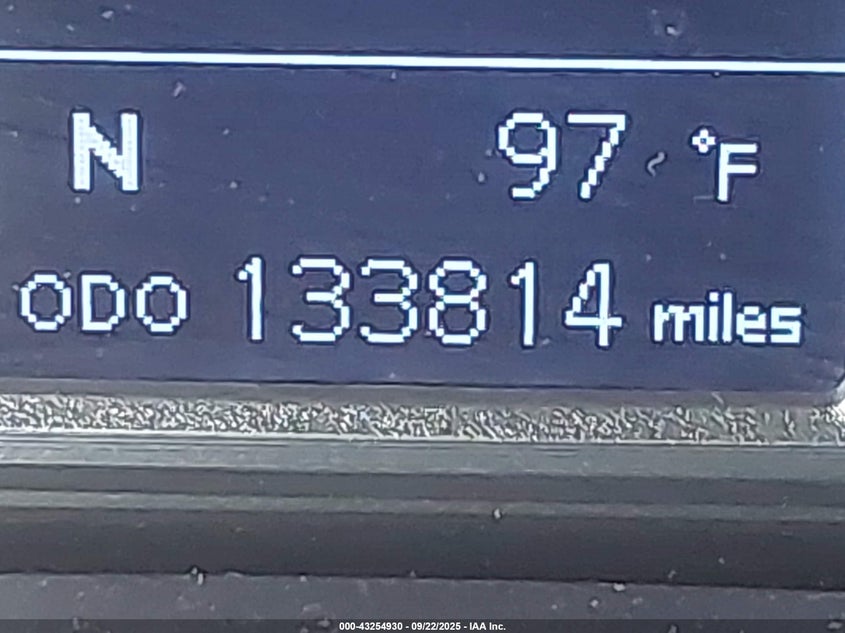 N 97 °F
ODO 133814 miles
000-43254930 - 09/22/2025 - IAA Inc.